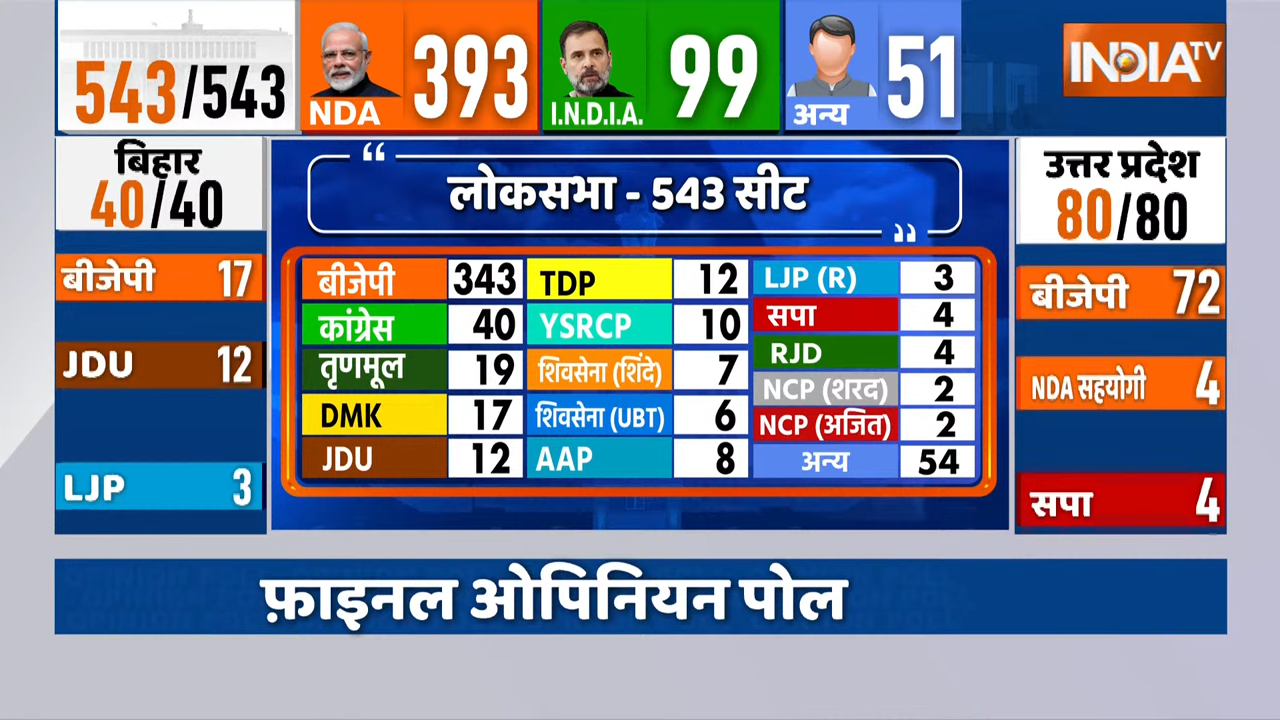 543/543
NDA 393
I.N.D.I.A. 99
अन्य 51
INDIA TV
बिहार
40/40
बीजेपी 17
JDU 12
LJP 3
“
लोकसभा - 543 सीट
”
बीजेपी 343
कांग्रेस 40
तृणमूल 19
DMK 17
JDU 12
TDP 12
YSRCP 10
शिवसेना (शिंदे) 7
शिवसेना (UBT) 6
AAP 8
LJP (R) 3
सपा 4
RJD 4
NCP (शरद) 2
NCP (अजित) 2
अन्य 54
उत्तर प्रदेश
80/80
बीजेपी 72
NDA सहयोगी 4
सपा 4
फ़ाइनल ओपिनियन पोल